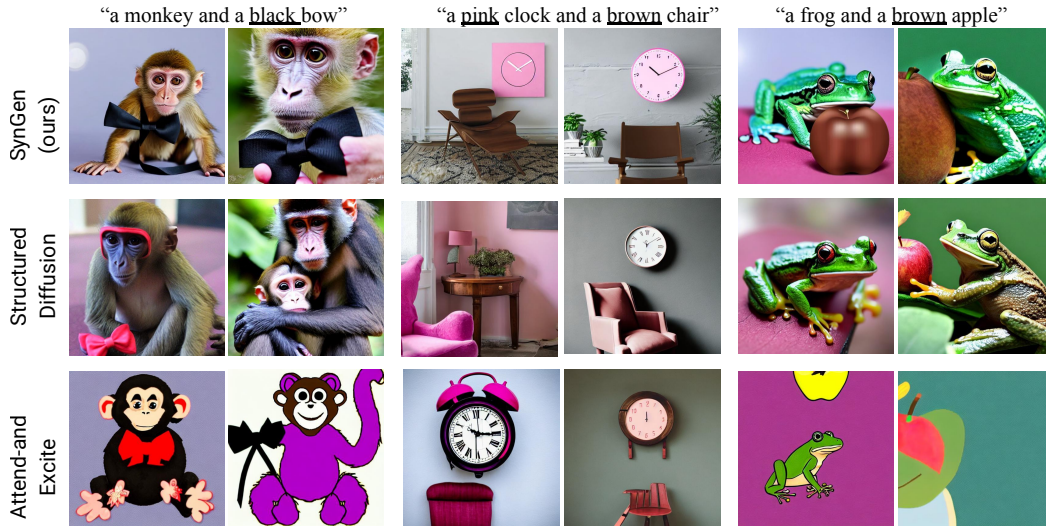 “a monkey and a black bow”
“a pink clock and a brown chair”
“a frog and a brown apple”
SynGen
(ours)
Structured
Diffusion
Attend-and
Excite